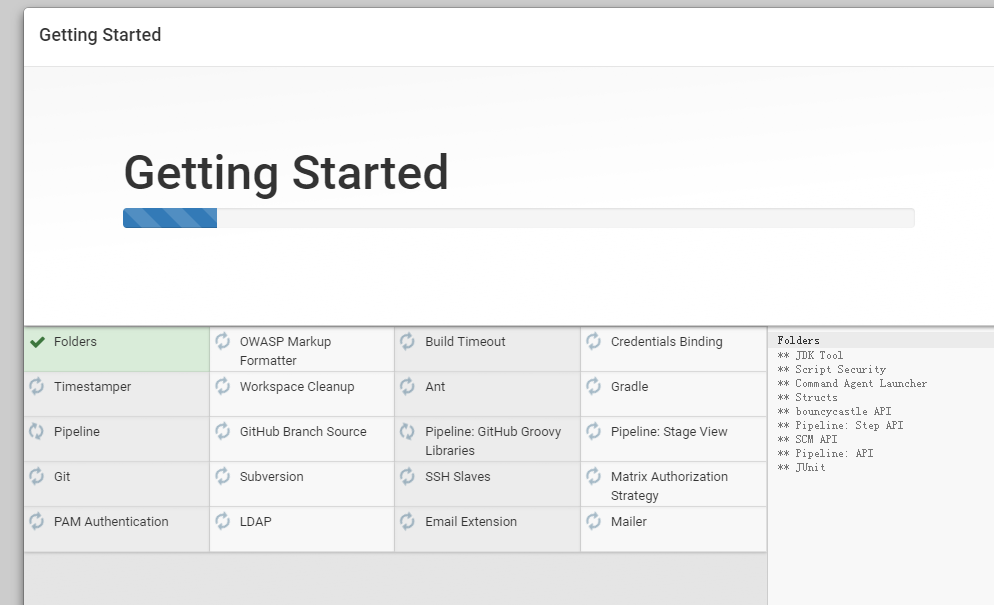 Getting Started
Getting Started
Folders
OWASP Markup
Formatter
Build Timeout
Credentials Binding
Timestamper
Workspace Cleanup
Ant
Gradle
Pipeline
GitHub Branch Source
Pipeline: GitHub Groovy
Libraries
Pipeline: Stage View
Git
Subversion
SSH Slaves
Matrix Authorization
Strategy
PAM Authentication
LDAP
Email Extension
Mailer
Folders
** JDK Tool
** Script Security
** Command Agent Launcher
** Structs
** bouncycastle API
** Pipeline: Step API
** SCM API
** Pipeline: API
** JUnit